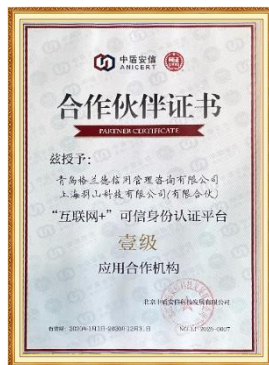 中盾安信
ANICERT
合作伙伴证书
PARTNER CERTIFICATE
兹授予：
青岛格兰德信用管理咨询有限公司
上海斟山科技有限公司(有限合伙)
“互联网+”可信身份认证平台
壹级
应用合作机构